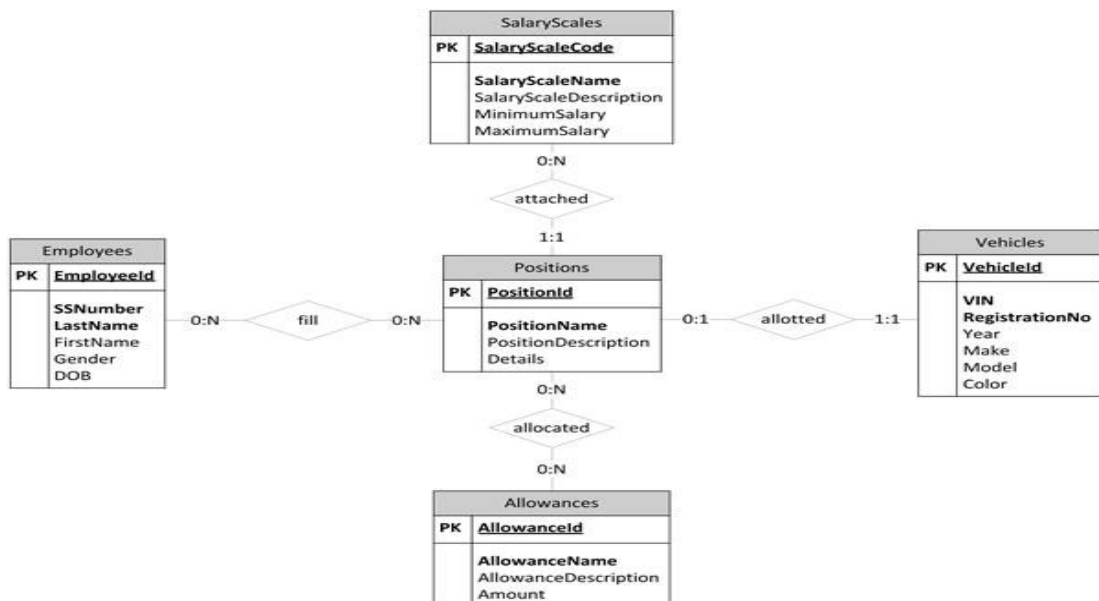 SalaryScales
PK SalaryScaleCode
SalaryScaleName
SalaryScaleDescription
MinimumSalary
MaximumSalary
0:N
attached
1:1
Employees
PK EmployeeId
SSNumber
LastName
FirstName
Gender
DOB
0:N
fill
0:N
Positions
PK PositionId
PositionName
PositionDescription
Details
0:1
allotted
1:1
Vehicles
PK VehicleId
VIN
RegistrationNo
Year
Make
Model
Color
0:N
allocated
0:N
Allowances
PK AllowanceId
AllowanceName
AllowanceDescription
Amount